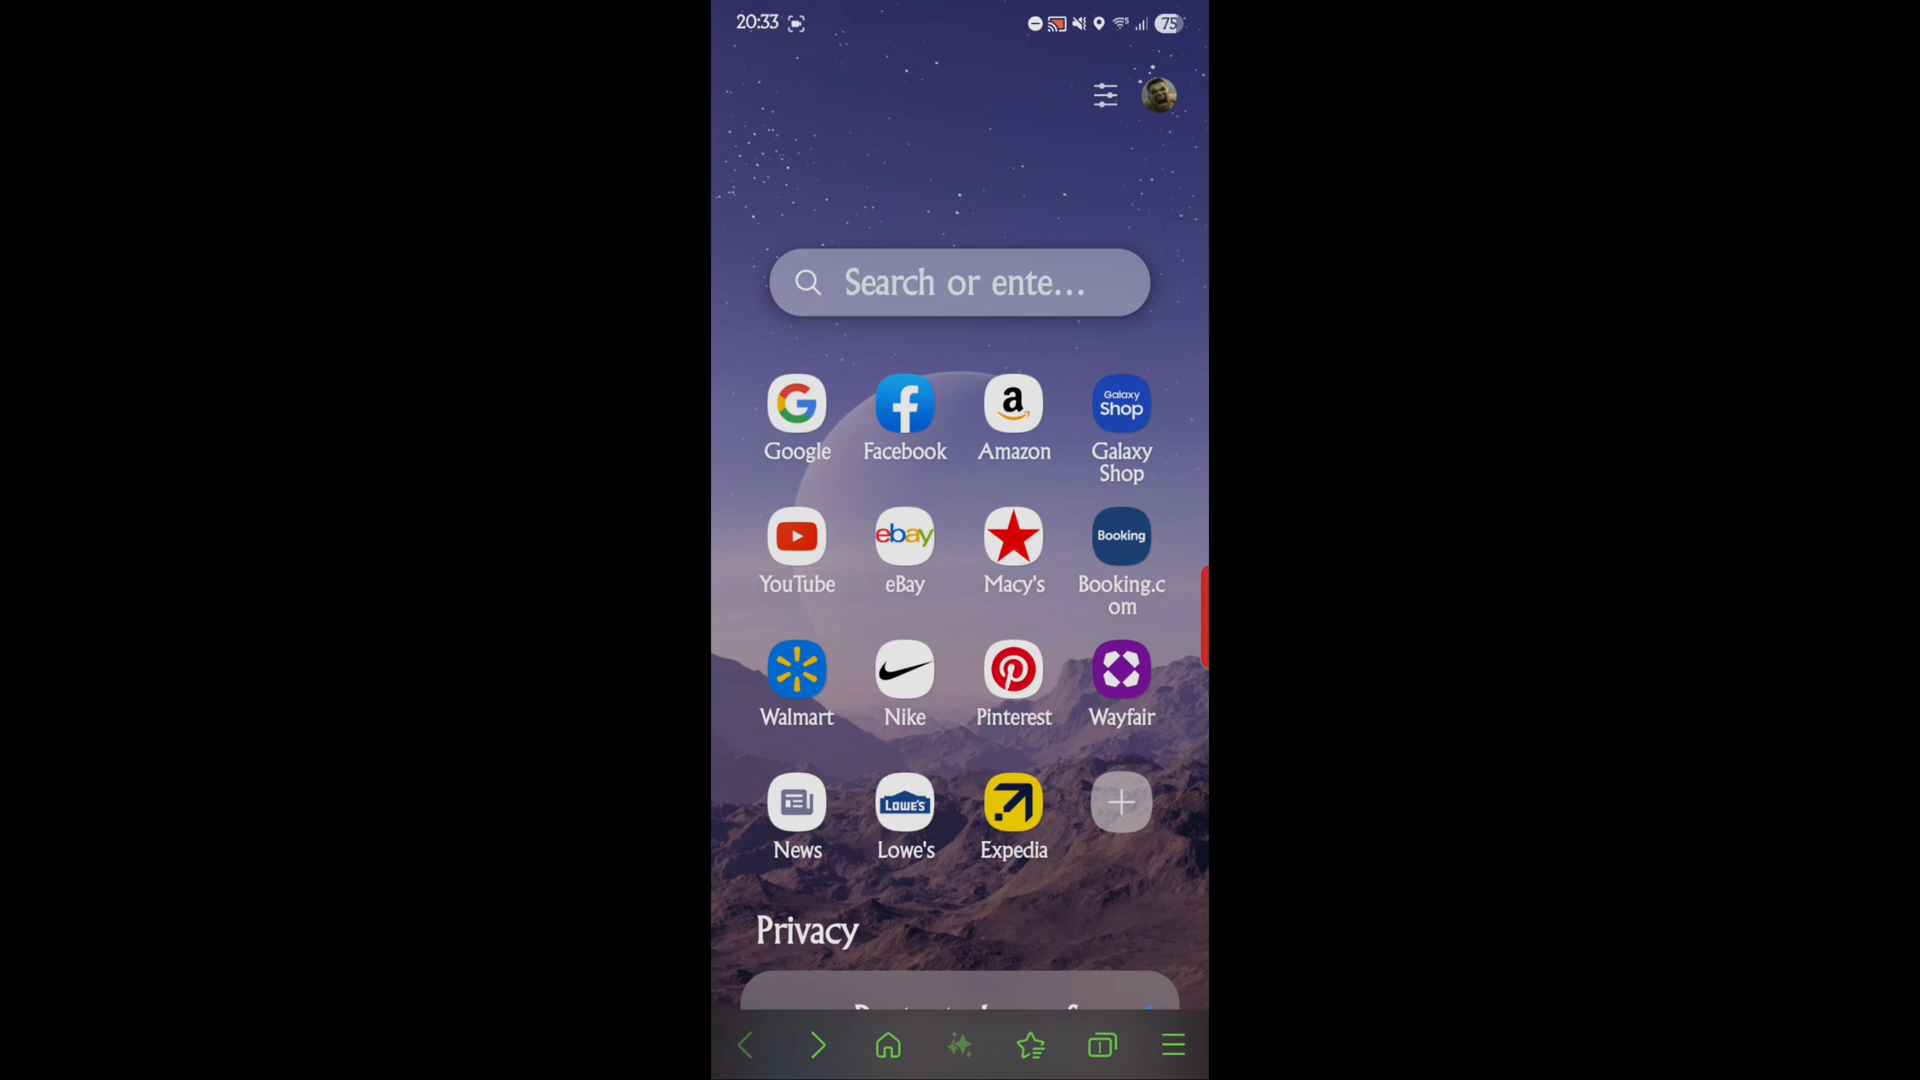 20:33
75
Search or ente...
Galaxy
Shop
Google
Facebook
Amazon
Galaxy
Shop
ebay
Booking
YouTube
eBay
Macy's
Booking.c
om
Walmart
Nike
Pinterest
Wayfair
LOWE'S
News
Lowe's
Expedia
Privacy
1